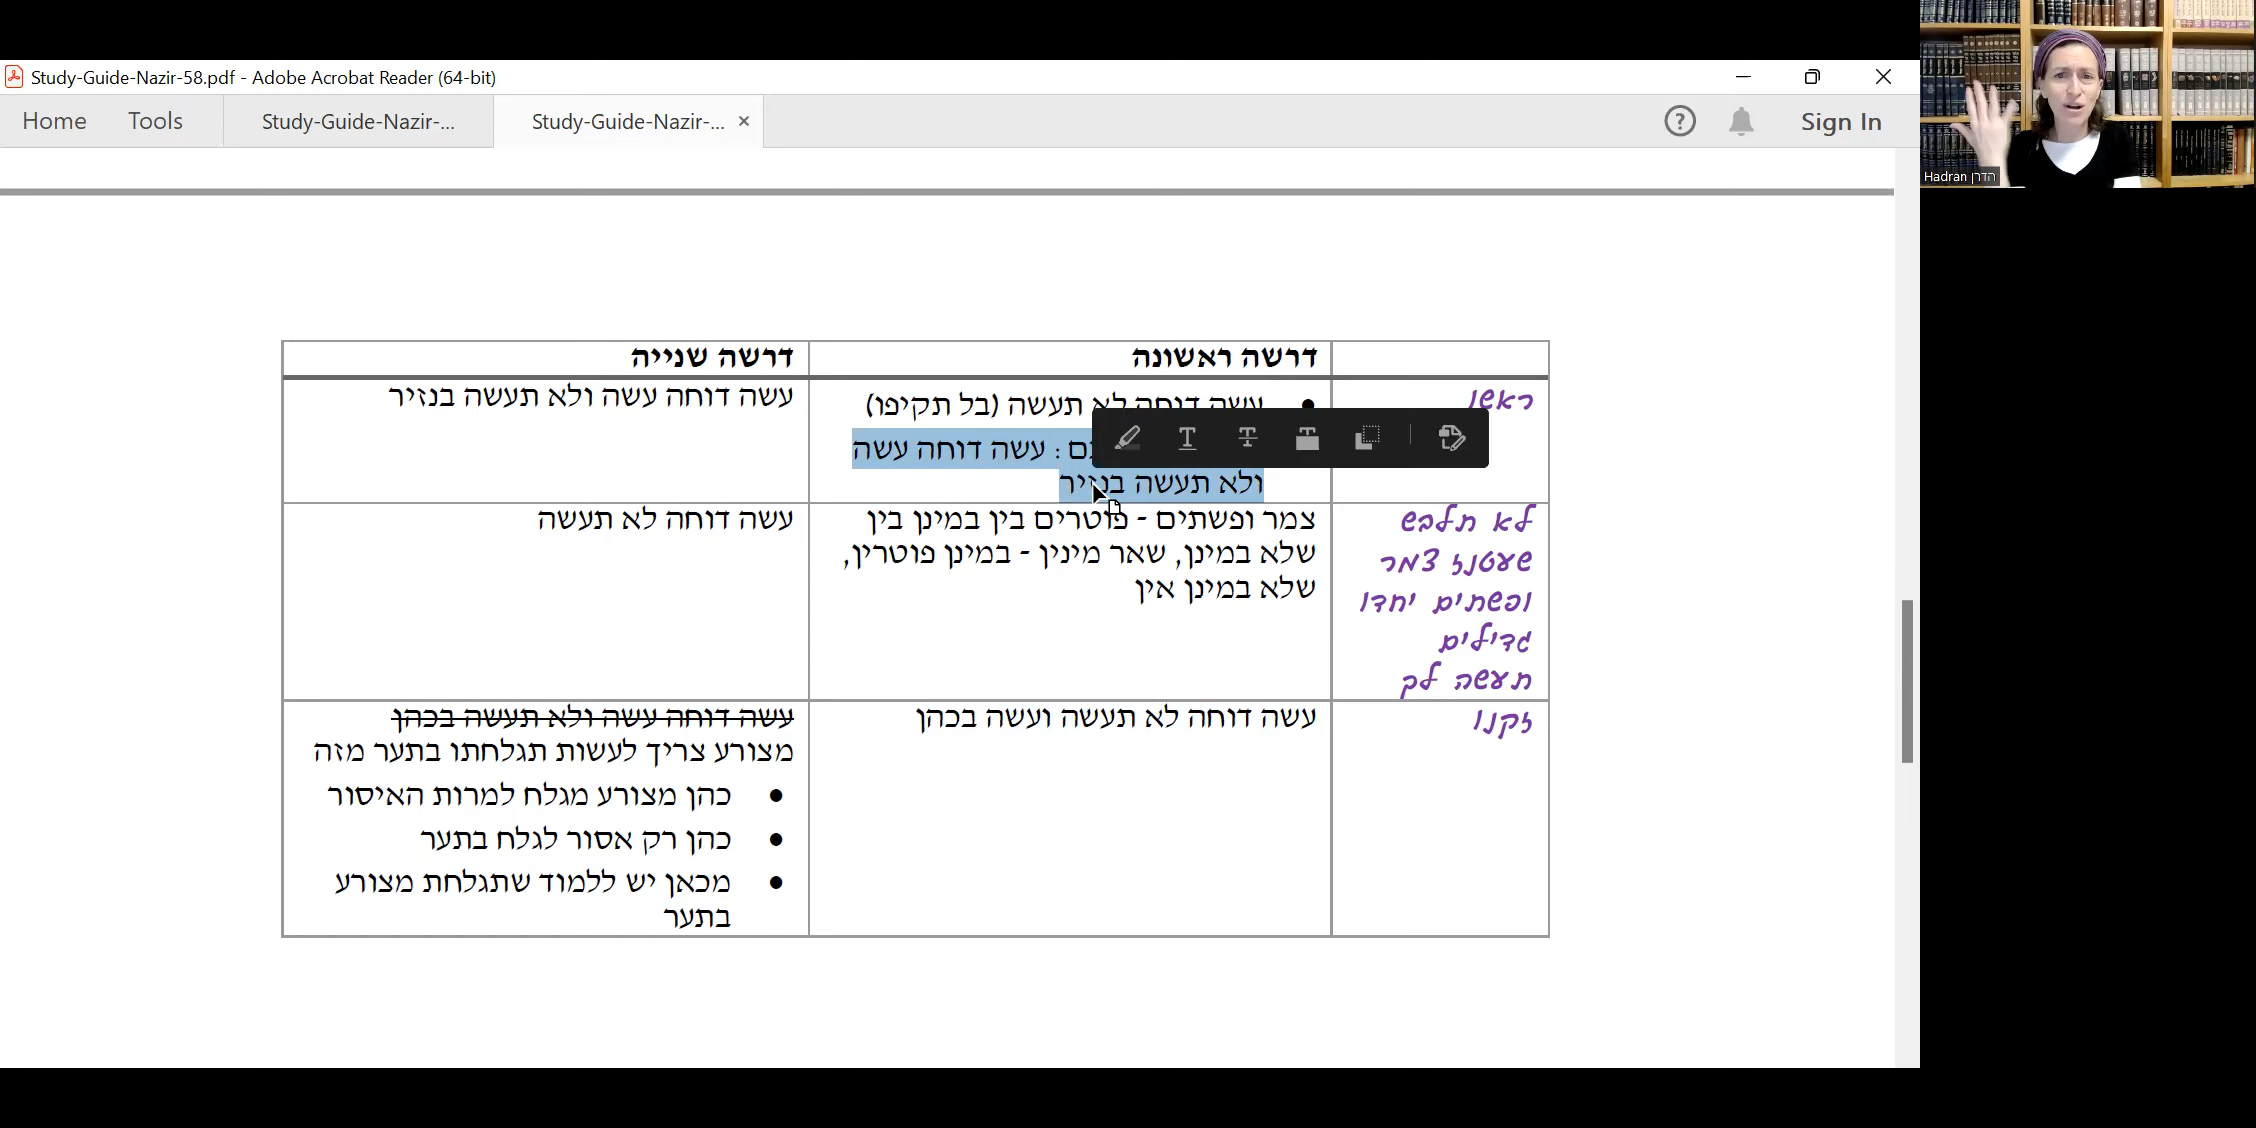 Study-Guide-Nazir-58.pdf - Adobe Acrobat Reader (64-bit)
Home Tools Study-Guide-Nazir-... Study-Guide-Nazir-... Sign In
Hadran הדרן
דרשה ראשונה דרשה שנייה
ראשו
• עשה דוחה לא תעשה (בל תקיפו)
: עשה דוחה עשה
ולא תעשה בנזיר
עשה דוחה עשה ולא תעשה בנזיר
לא תלבש
שעטנז צמר
ופשתים יחדו
גדילים
תעשה לך
צמר ופשתים - פוטרים בין במינן בין
שלא במינן, שאר מינין - במינן פוטרין,
שלא במינן אין
עשה דוחה לא תעשה
זקנו
עשה דוחה לא תעשה ועשה בכהן
עשה דוחה עשה ולא תעשה בכהן
מצורע צריך לעשות תגלחתו בתער מזה
• כהן מצורע מגלח למרות האיסור
• כהן רק אסור לגלח בתער
• מכאן יש ללמוד שתגלחת מצורע
בתער